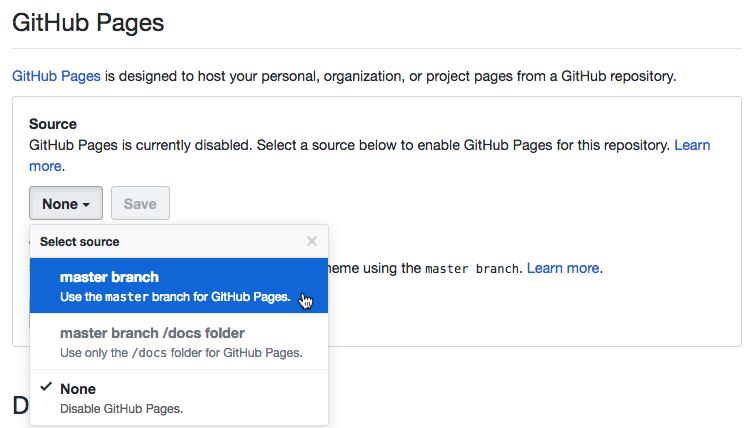 GitHub Pages
GitHub Pages is designed to host your personal, organization, or project pages from a GitHub repository.
Source
GitHub Pages is currently disabled. Select a source below to enable GitHub Pages for this repository. Learn
more.
None
Save
Select source
master branch
Use the master branch for GitHub Pages.
heme using the master branch. Learn more.
master branch /docs folder
Use only the /docs folder for GitHub Pages.
None
Disable GitHub Pages.
D